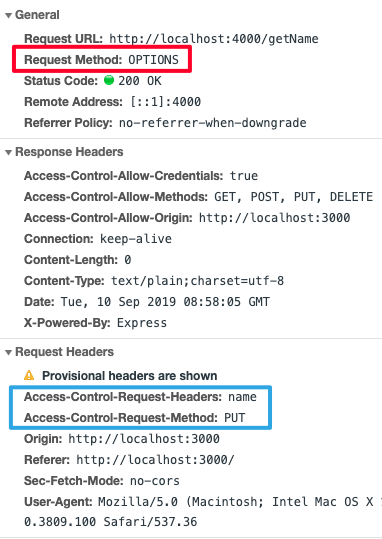 General
Request URL: http://localhost:4000/getName
Request Method: OPTIONS
Status Code: 200 OK
Remote Address: [::1]:4000
Referrer Policy: no-referrer-when-downgrade
Response Headers
Access-Control-Allow-Credentials: true
Access-Control-Allow-Methods: GET, POST, PUT, DELETE
Access-Control-Allow-Origin: http://localhost:3000
Connection: keep-alive
Content-Length: 0
Content-Type: text/plain;charset=utf-8
Date: Tue, 10 Sep 2019 08:58:05 GMT
X-Powered-By: Express
Request Headers
Provisional headers are shown
Access-Control-Request-Headers: name
Access-Control-Request-Method: PUT
Origin: http://localhost:3000
Referer: http://localhost:3000/
Sec-Fetch-Mode: no-cors
User-Agent: Mozilla/5.0 (Macintosh; Intel Mac OS X
0.3809.100 Safari/537.36